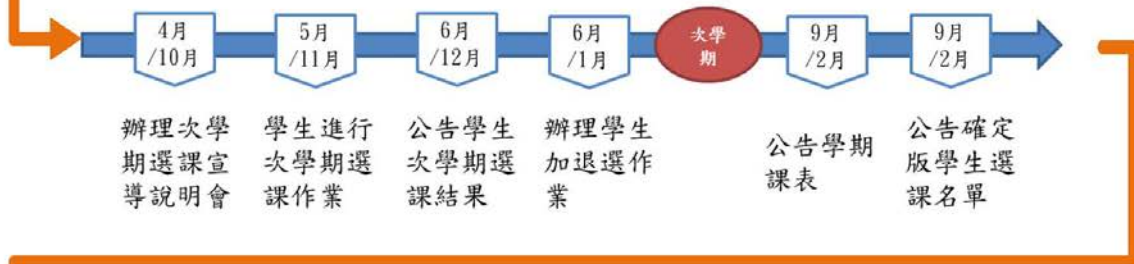 4月
/10月
5月
/11月
6月
/12月
6月
/1月
次學
期
9月
/2月
9月
/2月
辦理次學
期選課宣
導說明會
學生進行
次學期選
課作業
公告學生
次學期選
課結果
辦理學生
加退選作
業
公告學期
課表
公告確定
版學生選
課名單